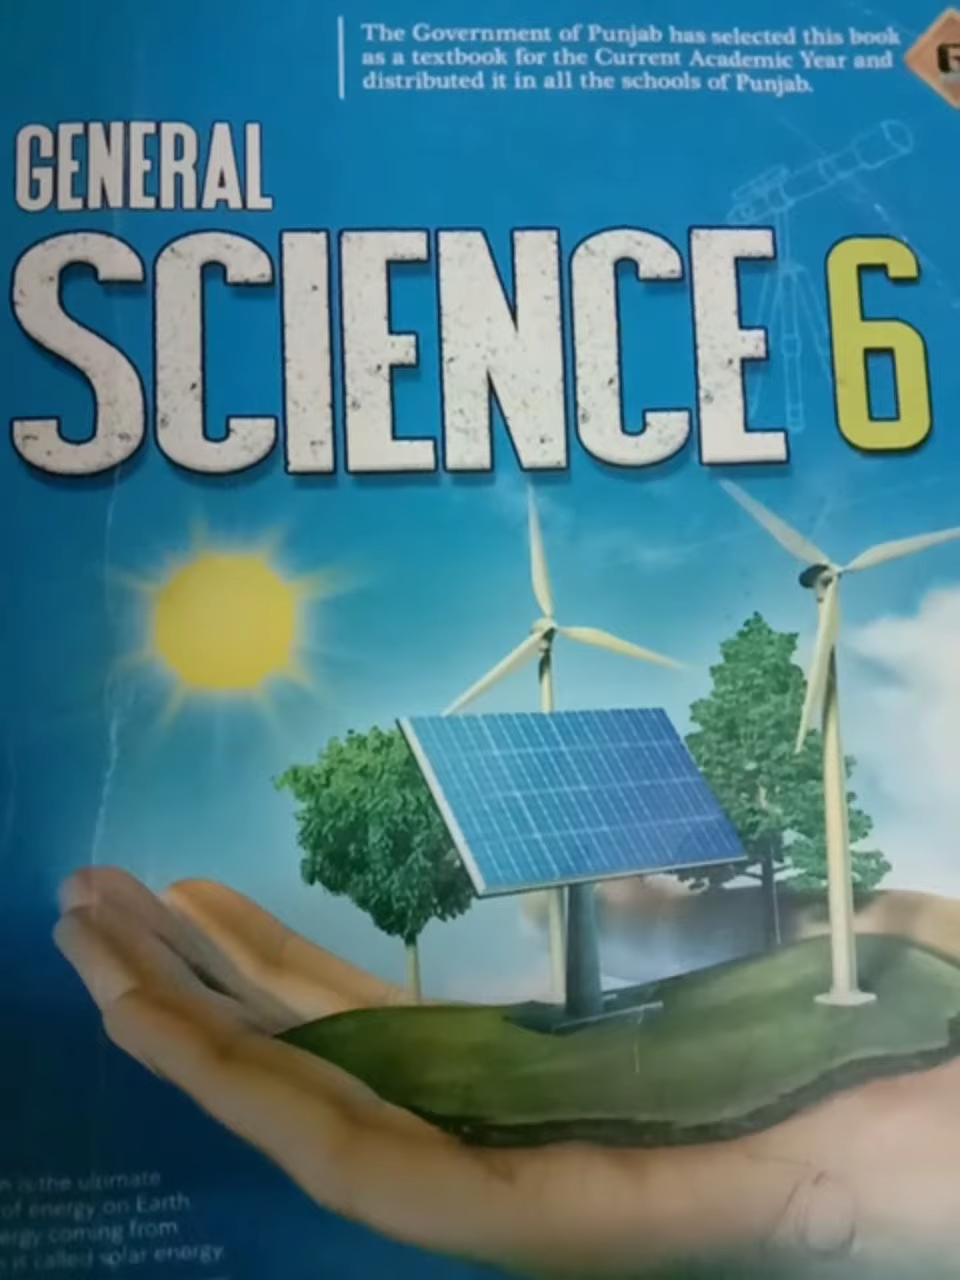 The Government of Punjab has selected this book
as a textbook for the Current Academic Year and
distributed it in all the schools of Punjab.
G
GENERAL
SCIENCE 6
is the ultimate
of energy on Earth
coming from
is called solar energy.